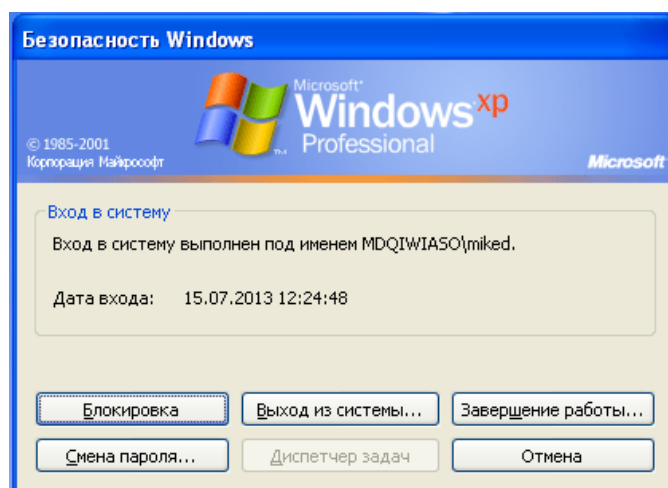 Безопасность Windows
Microsoft®
Windows xp
Professional
™
© 1985-2001
Корпорация Майкрософт
Microsoft
Вход в систему
Вход в систему выполнен под именем MDQIWIASO\miked.
Дата входа: 15.07.2013 12:24:48
Блокировка Выход из системы... Завершение работы...
Смена пароля... Диспетчер задач Отмена